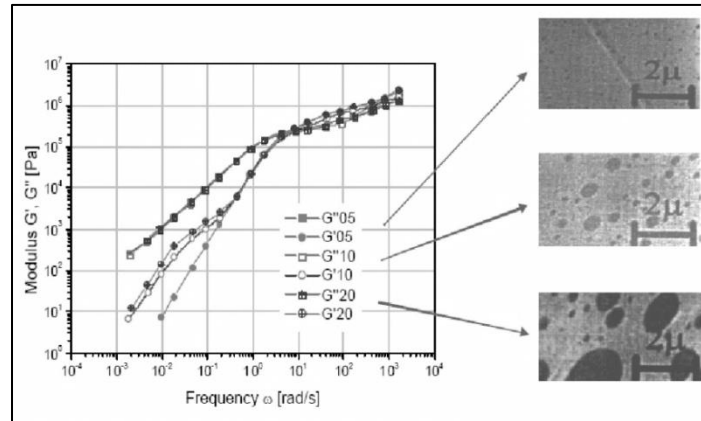 10⁷
10⁶
10⁵
10⁴
10³
10²
10¹
10⁰
Modulus G', G'' [Pa]
10⁻⁴ 10⁻³ 10⁻² 10⁻¹ 10⁰ 10¹ 10² 10³ 10⁴
Frequency ω [rad/s]
G''05
G'05
G''10
G'10
G''20
G'20
2μ
2μ
2μ